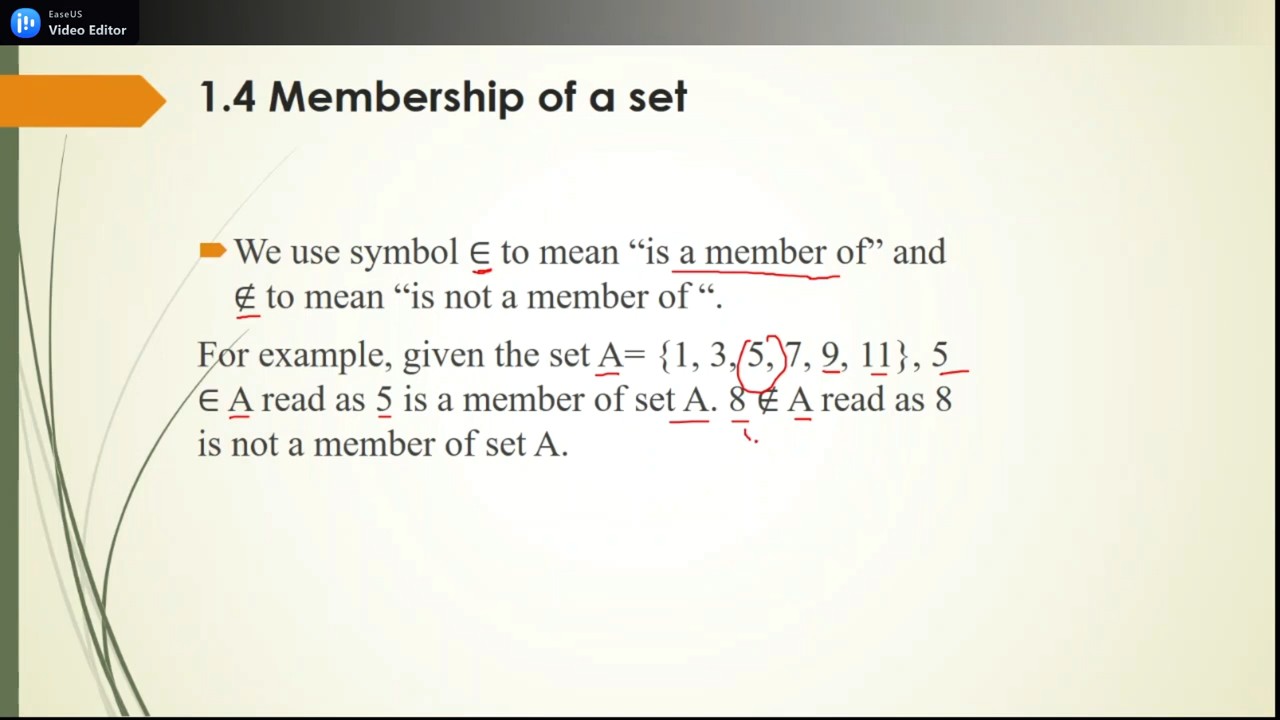 EaseUS
Video Editor
1.4 Membership of a set
We use symbol ∈ to mean “is a member of” and
∉ to mean “is not a member of “.
For example, given the set A= {1, 3, 5, 7, 9, 11}, 5
∈ A read as 5 is a member of set A. 8 ∉ A read as 8
is not a member of set A.